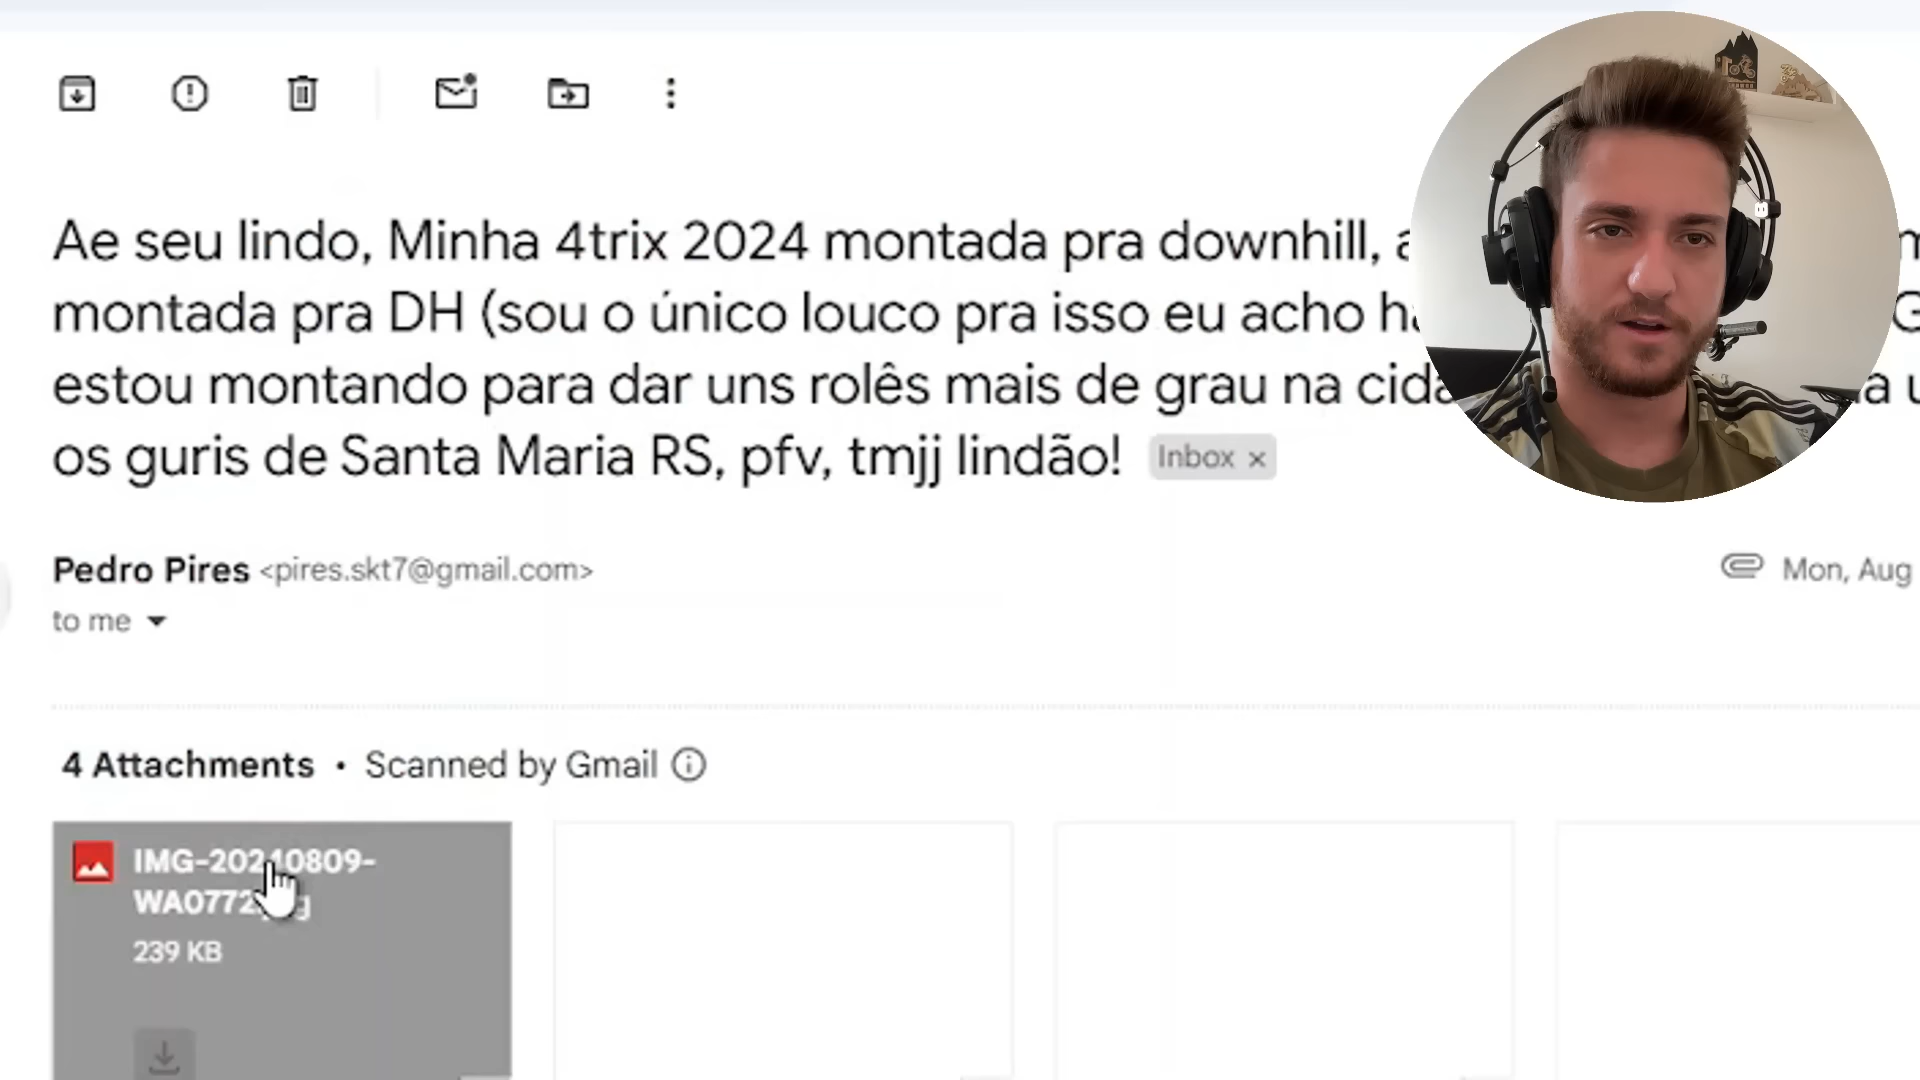 Ae seu lindo, Minha 4trix 2024 montada pra downhill,
montada pra DH (sou o único louco pra isso eu acho
estou montando para dar uns rolês mais de grau na
os guris de Santa Maria RS, pfv, tmjj lindão! Inbox ×
Pedro Pires <pires.skt7@gmail.com> Mon, Aug
to me
4 Attachments • Scanned by Gmail
IMG-20240809-
239 KB